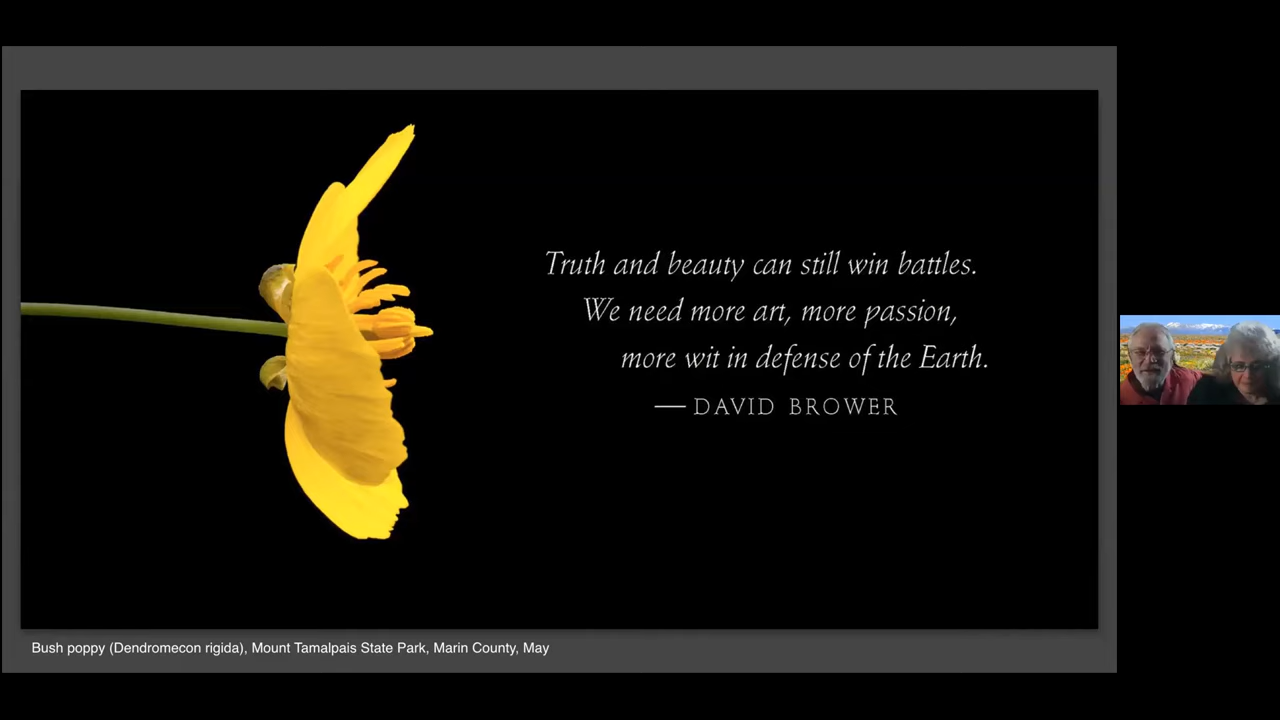 Truth and beauty can still win battles.
We need more art, more passion,
more wit in defense of the Earth.
— DAVID BROWER
Bush poppy (Dendromecon rigida), Mount Tamalpais State Park, Marin County, May